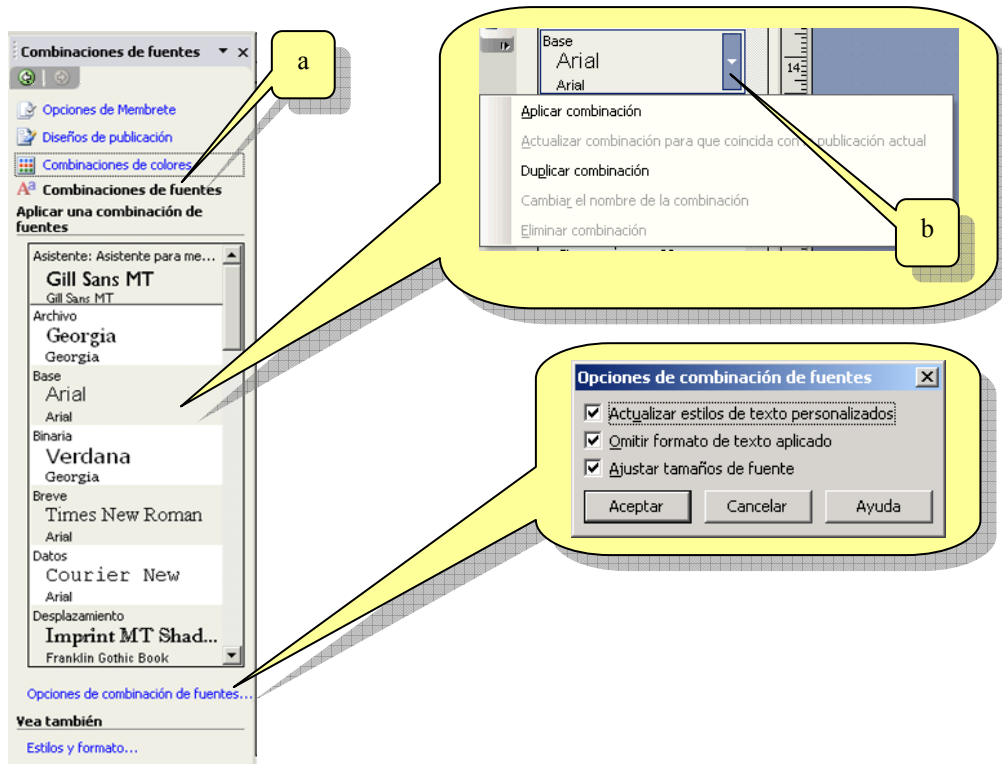 Combinaciones de fuentes
Opciones de Membrete
Diseños de publicación
Combinaciones de colores
Combinaciones de fuentes
Aplicar una combinación de
fuentes
Asistente: Asistente para me...
Gill Sans MT
Gill Sans MT
Archivo
Georgia
Georgia
Base
Arial
Arial
Binaria
Verdana
Georgia
Breve
Times New Roman
Arial
Datos
Courier New
Arial
Desplazamiento
Imprint MT Shad...
Franklin Gothic Book
Opciones de combinación de fuentes...
Vea también
Estilos y formato...
a
Base
Arial
Arial
14
Aplicar combinación
Actualizar combinación para que coincida con publicación actual
Duplicar combinación
Cambiar el nombre de la combinación
Eliminar combinación
b
Opciones de combinación de fuentes
Actualizar estilos de texto personalizados
Omitir formato de texto aplicado
Ajustar tamaños de fuente
Aceptar Cancelar Ayuda